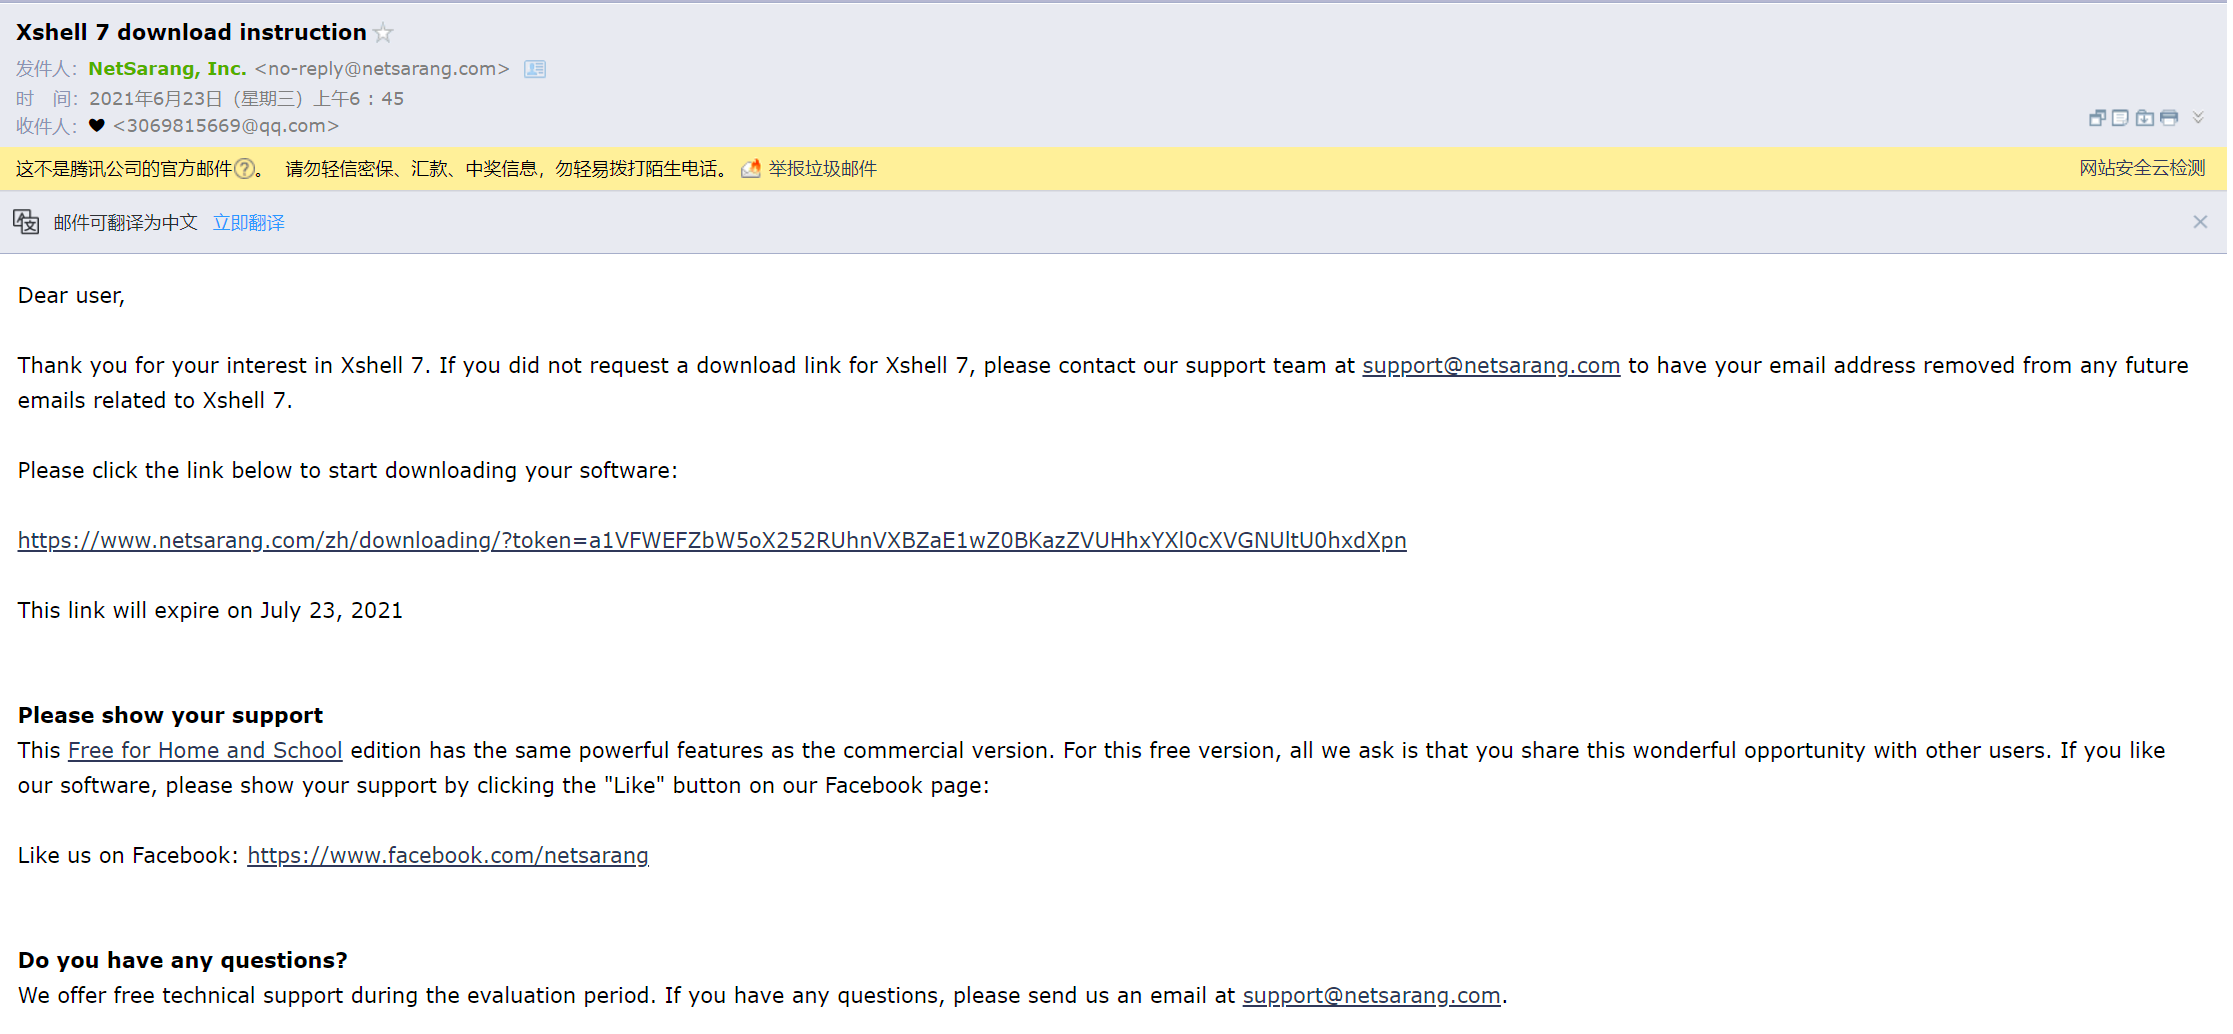 Xshell 7 download instruction
发件人： NetSarang, Inc. <no-reply@netsarang.com>
时 间： 2021年6月23日（星期三）上午6：45
收件人： ♥ <3069815669@qq.com>
这不是腾讯公司的官方邮件?。 请勿轻信密保、汇款、中奖信息，勿轻易拨打陌生电话。 举报垃圾邮件 网站安全云检测
邮件可翻译为中文 立即翻译
Dear user,
Thank you for your interest in Xshell 7. If you did not request a download link for Xshell 7, please contact our support team at support@netsarang.com to have your email address removed from any future
emails related to Xshell 7.
Please click the link below to start downloading your software:
https://www.netsarang.com/zh/downloading/?token=a1VFWEFZbW5oX252RUhnVXBZaE1wZ0BKazZVUHhxYXl0cXVGNUltU0hxdXpn
This link will expire on July 23, 2021
Please show your support
This Free for Home and School edition has the same powerful features as the commercial version. For this free version, all we ask is that you share this wonderful opportunity with other users. If you like
our software, please show your support by clicking the "Like" button on our Facebook page:
Like us on Facebook: https://www.facebook.com/netsarang
Do you have any questions?
We offer free technical support during the evaluation period. If you have any questions, please send us an email at support@netsarang.com.